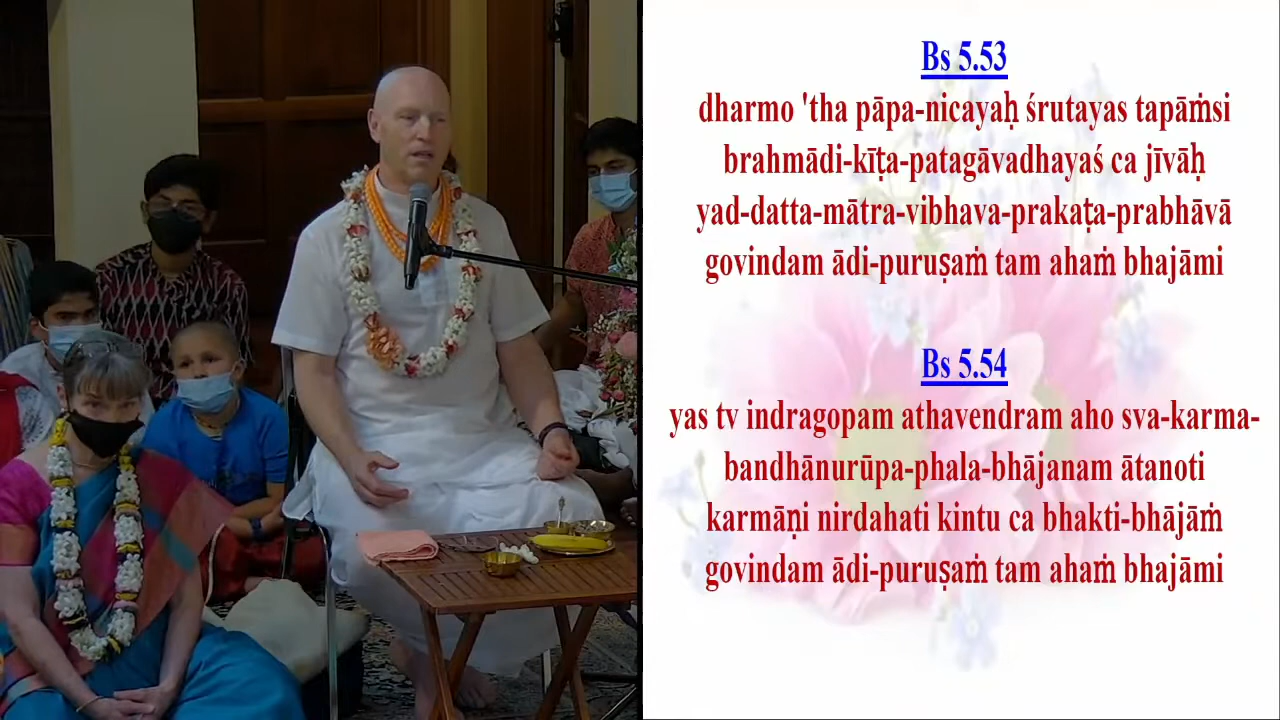 Bs 5.53
dharmo 'tha pāpa-nicayaḥ śrutayas tapāṁsi
brahmādi-kīṭa-patagāvadhayaś ca jīvāḥ
yad-datta-mātra-vibhava-prakaṭa-prabhāvā
govindam ādi-puruṣaṁ tam ahaṁ bhajāmi
Bs 5.54
yas tv indragopam athavendram aho sva-karma-
bandhānurūpa-phala-bhājanam ātanoti
karmāṇi nirdahati kintu ca bhakti-bhājāṁ
govindam ādi-puruṣaṁ tam ahaṁ bhajāmi